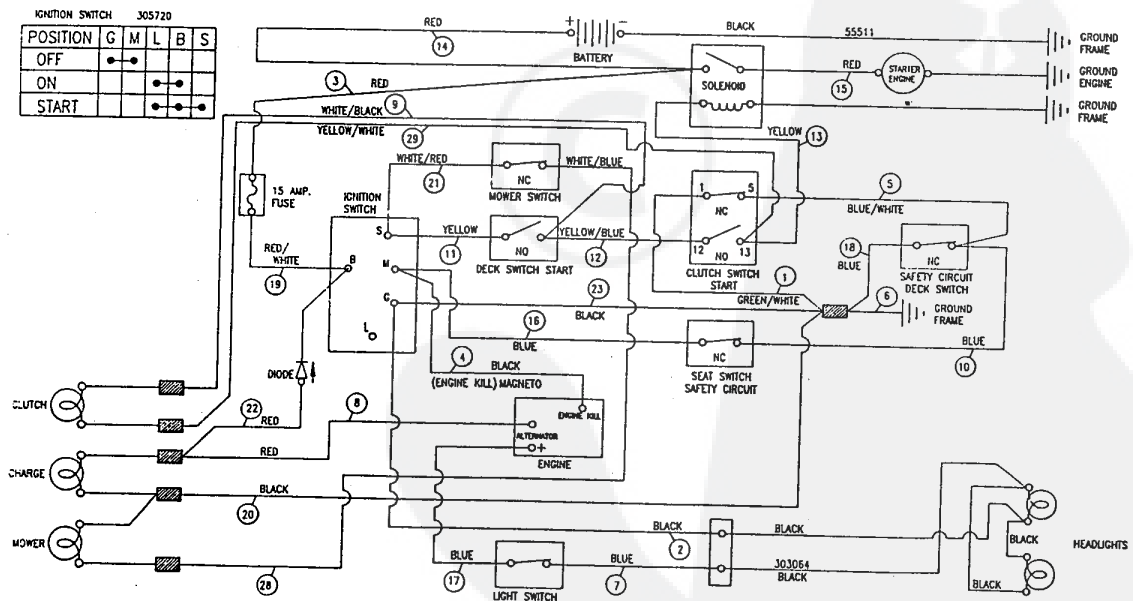 IGNITION SWITCH 305720
POSITION G M L B S
OFF
ON
START
RED
14
+ -
BATTERY
BLACK
55511
GROUND
FRAME
SOLENOID
RED
15
STARTER
ENGINE
GROUND
ENGINE
GROUND
FRAME
3
RED
9
WHITE/BLACK
YELLOW/WHITE
29
YELLOW
13
15 AMP.
FUSE
WHITE/RED
21
NC
MOWER SWITCH
WHITE/BLUE
IGNITION
SWITCH
S
YELLOW
11
NO
DECK SWITCH START
YELLOW/BLUE
12
1 5
NC
12 13
NO
CLUTCH SWITCH
START
S
BLUE/WHITE
18
BLUE
NC
SAFETY CIRCUIT
DECK SWITCH
RED/
WHITE
19
B
M
G
L
23
BLACK
1
GREEN/WHITE
6
GROUND
FRAME
16
BLUE
NC
SEAT SWITCH
SAFETY CIRCUIT
BLUE
10
4
BLACK
(ENGINE KILL) MAGNETO
DIODE
ENGINE KILL
ALTERNATOR
+
ENGINE
CLUTCH
22
RED
8
RED
CHARGE
BLACK
20
MOWER
28
BLACK
2
BLACK
BLUE
17
LIGHT SWITCH
BLUE
7
303064
BLACK
BLACK
BLACK
HEADLIGHTS